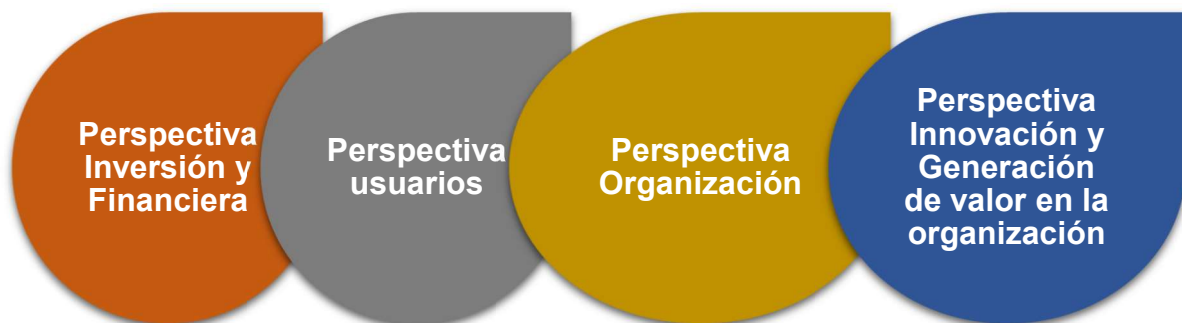 Perspectiva
Inversión y
Financiera
Perspectiva
usuarios
Perspectiva
Organización
Perspectiva
Innovación y
Generación
de valor en la
organización